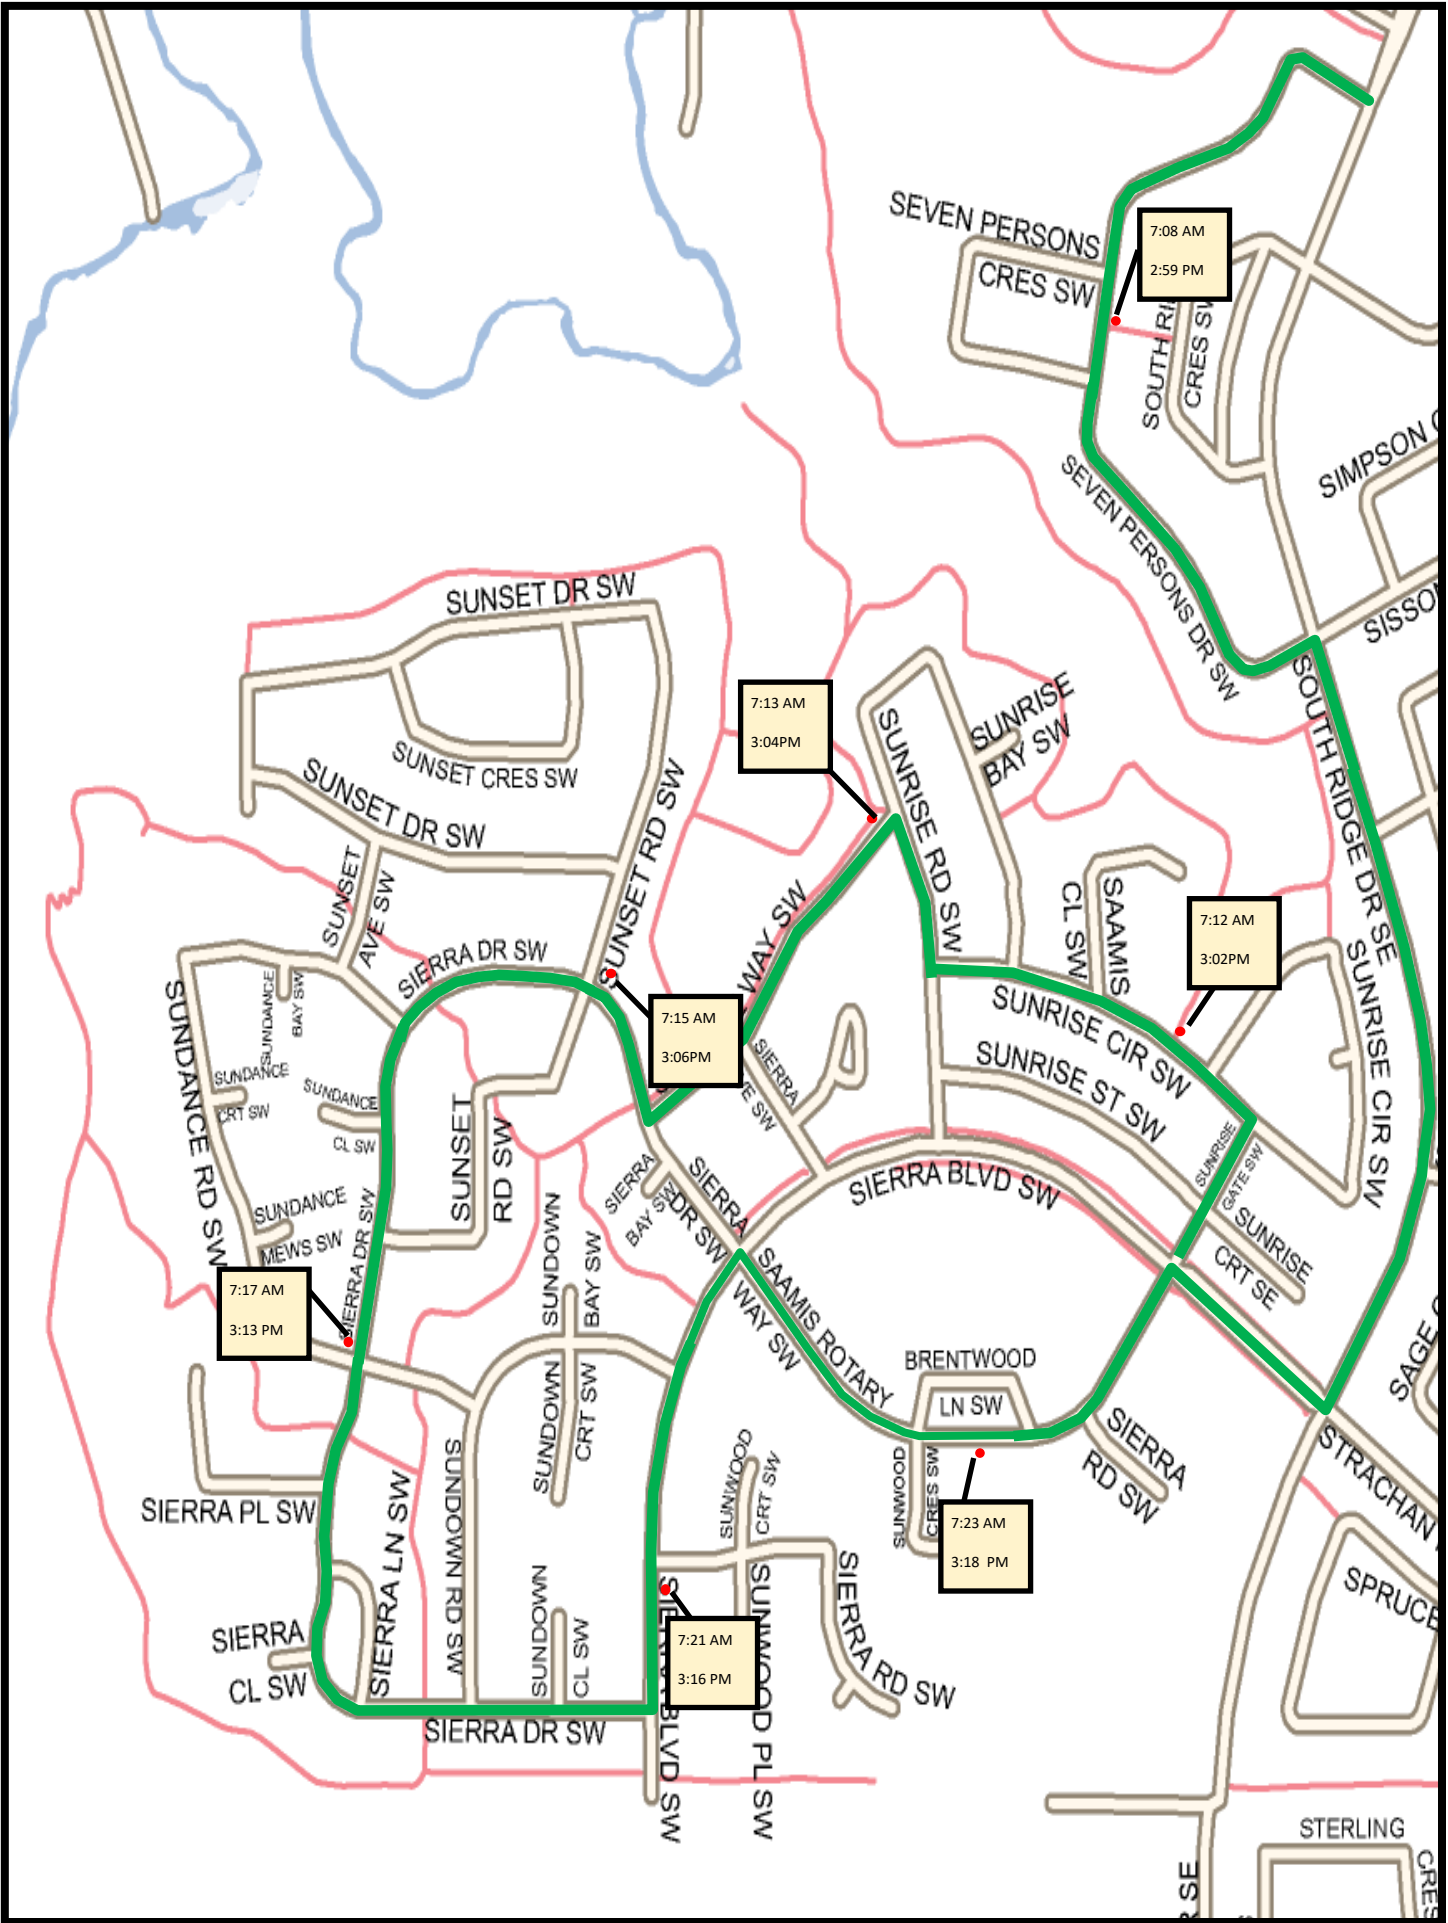 SEVEN PERSONS
CRES SW
7:08 AM
2:59 PM
CRES SW
SEVEN PERSONS DR SW
SISSON
SUNSET DR SW
SUNSET CRES SW
SUNSET DR SW
SUNSET RD SW
7:13 AM
3:04PM
SUNRISE
BAY SW
SUNRISE RD SW
SOUTH RIDGE DR SE
SUNSET
AVE SW
SIERRA DR SW
WAY SW
CL SW
SAAMIS
7:12 AM
3:02PM
SUNRISE CIR SW
SUNRISE CIR SW
SUNRISE ST SW
SUNDANCE
BAY SW
SUNDANCE RD SW
SUNDANCE
CRT SW
SUNDANCE
CL SW
7:15 AM
3:06PM
SIERRA
SUNSET
RD SW
SUNRISE
GATE SW
SIERRA
BAY SW
SIERRA
DR SW
SIERRA BLVD SW
SUNRISE
CRT SE
SUNDANCE
MEWS SW
SIERRA DR SW
7:17 AM
3:13 PM
SUNDOWN
BAY SW
SAAMIS ROTARY
WAY SW
BRENTWOOD
LN SW
SUNDOWN
CRT SW
SIERRA
RD SW
SAGE
STRACHAN
SIERRA PL SW
SIERRA LN SW
SUNDOWN RD SW
SUNWOOD
CRT SW
SUNWOOD
CRES SW
7:23 AM
3:18 PM
SPRUCE
SIERRA
CL SW
SUNDOWN
CL SW
7:21 AM
3:16 PM
BLVD SW
SUNWOOD PL SW
SIERRA RD SW
SIERRA DR SW
STERLING
SE